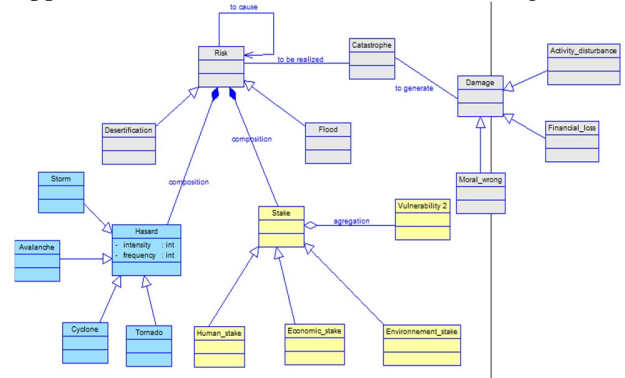 to cause
Risk
Catastrophe
to be realized
Activity_disturbance
Damage
to generate
Desertification
Flood
Financial_loss
composition
composition
Moral_wrong
Storm
Stake
Vulnerability 2
agregation
Hasard
- intensity : int
- frequency : int
Avalanche
Cyclone
Tornado
Human_stake
Economic_stake
Environnement_stake